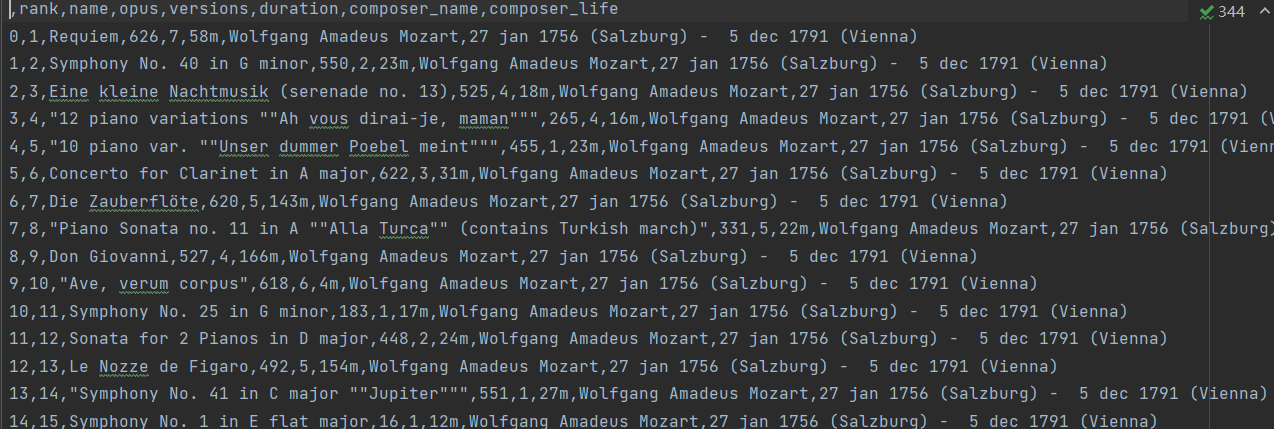 ,rank,name,opus,versions,duration,composer_name,composer_life
344
0,1,Requiem,626,7,58m,Wolfgang Amadeus Mozart,27 jan 1756 (Salzburg) -  5 dec 1791 (Vienna)
1,2,Symphony No. 40 in G minor,550,2,23m,Wolfgang Amadeus Mozart,27 jan 1756 (Salzburg) -  5 dec 1791 (Vienna)
2,3,Eine kleine Nachtmusik (serenade no. 13),525,4,18m,Wolfgang Amadeus Mozart,27 jan 1756 (Salzburg) -  5 dec 1791 (Vienna)
3,4,"12 piano variations ""Ah vous dirai-je, maman""",265,4,16m,Wolfgang Amadeus Mozart,27 jan 1756 (Salzburg) -  5 dec 1791 (V
4,5,"10 piano var. ""Unser dummer Poebel meint""",455,1,23m,Wolfgang Amadeus Mozart,27 jan 1756 (Salzburg) -  5 dec 1791 (Vien
5,6,Concerto for Clarinet in A major,622,3,31m,Wolfgang Amadeus Mozart,27 jan 1756 (Salzburg) -  5 dec 1791 (Vienna)
6,7,Die Zauberflöte,620,5,143m,Wolfgang Amadeus Mozart,27 jan 1756 (Salzburg) -  5 dec 1791 (Vienna)
7,8,"Piano Sonata no. 11 in A ""Alla Turca"" (contains Turkish march)",331,5,22m,Wolfgang Amadeus Mozart,27 jan 1756 (Salzburg)
8,9,Don Giovanni,527,4,166m,Wolfgang Amadeus Mozart,27 jan 1756 (Salzburg) -  5 dec 1791 (Vienna)
9,10,"Ave, verum corpus",618,6,4m,Wolfgang Amadeus Mozart,27 jan 1756 (Salzburg) -  5 dec 1791 (Vienna)
10,11,Symphony No. 25 in G minor,183,1,17m,Wolfgang Amadeus Mozart,27 jan 1756 (Salzburg) -  5 dec 1791 (Vienna)
11,12,Sonata for 2 Pianos in D major,448,2,24m,Wolfgang Amadeus Mozart,27 jan 1756 (Salzburg) -  5 dec 1791 (Vienna)
12,13,Le Nozze de Figaro,492,5,154m,Wolfgang Amadeus Mozart,27 jan 1756 (Salzburg) -  5 dec 1791 (Vienna)
13,14,"Symphony No. 41 in C major ""Jupiter""",551,1,27m,Wolfgang Amadeus Mozart,27 jan 1756 (Salzburg) -  5 dec 1791 (Vienna)
14,15,Symphony No. 1 in E flat major,16,1,12m,Wolfgang Amadeus Mozart,27 jan 1756 (Salzburg) -  5 dec 1791 (Vienna)